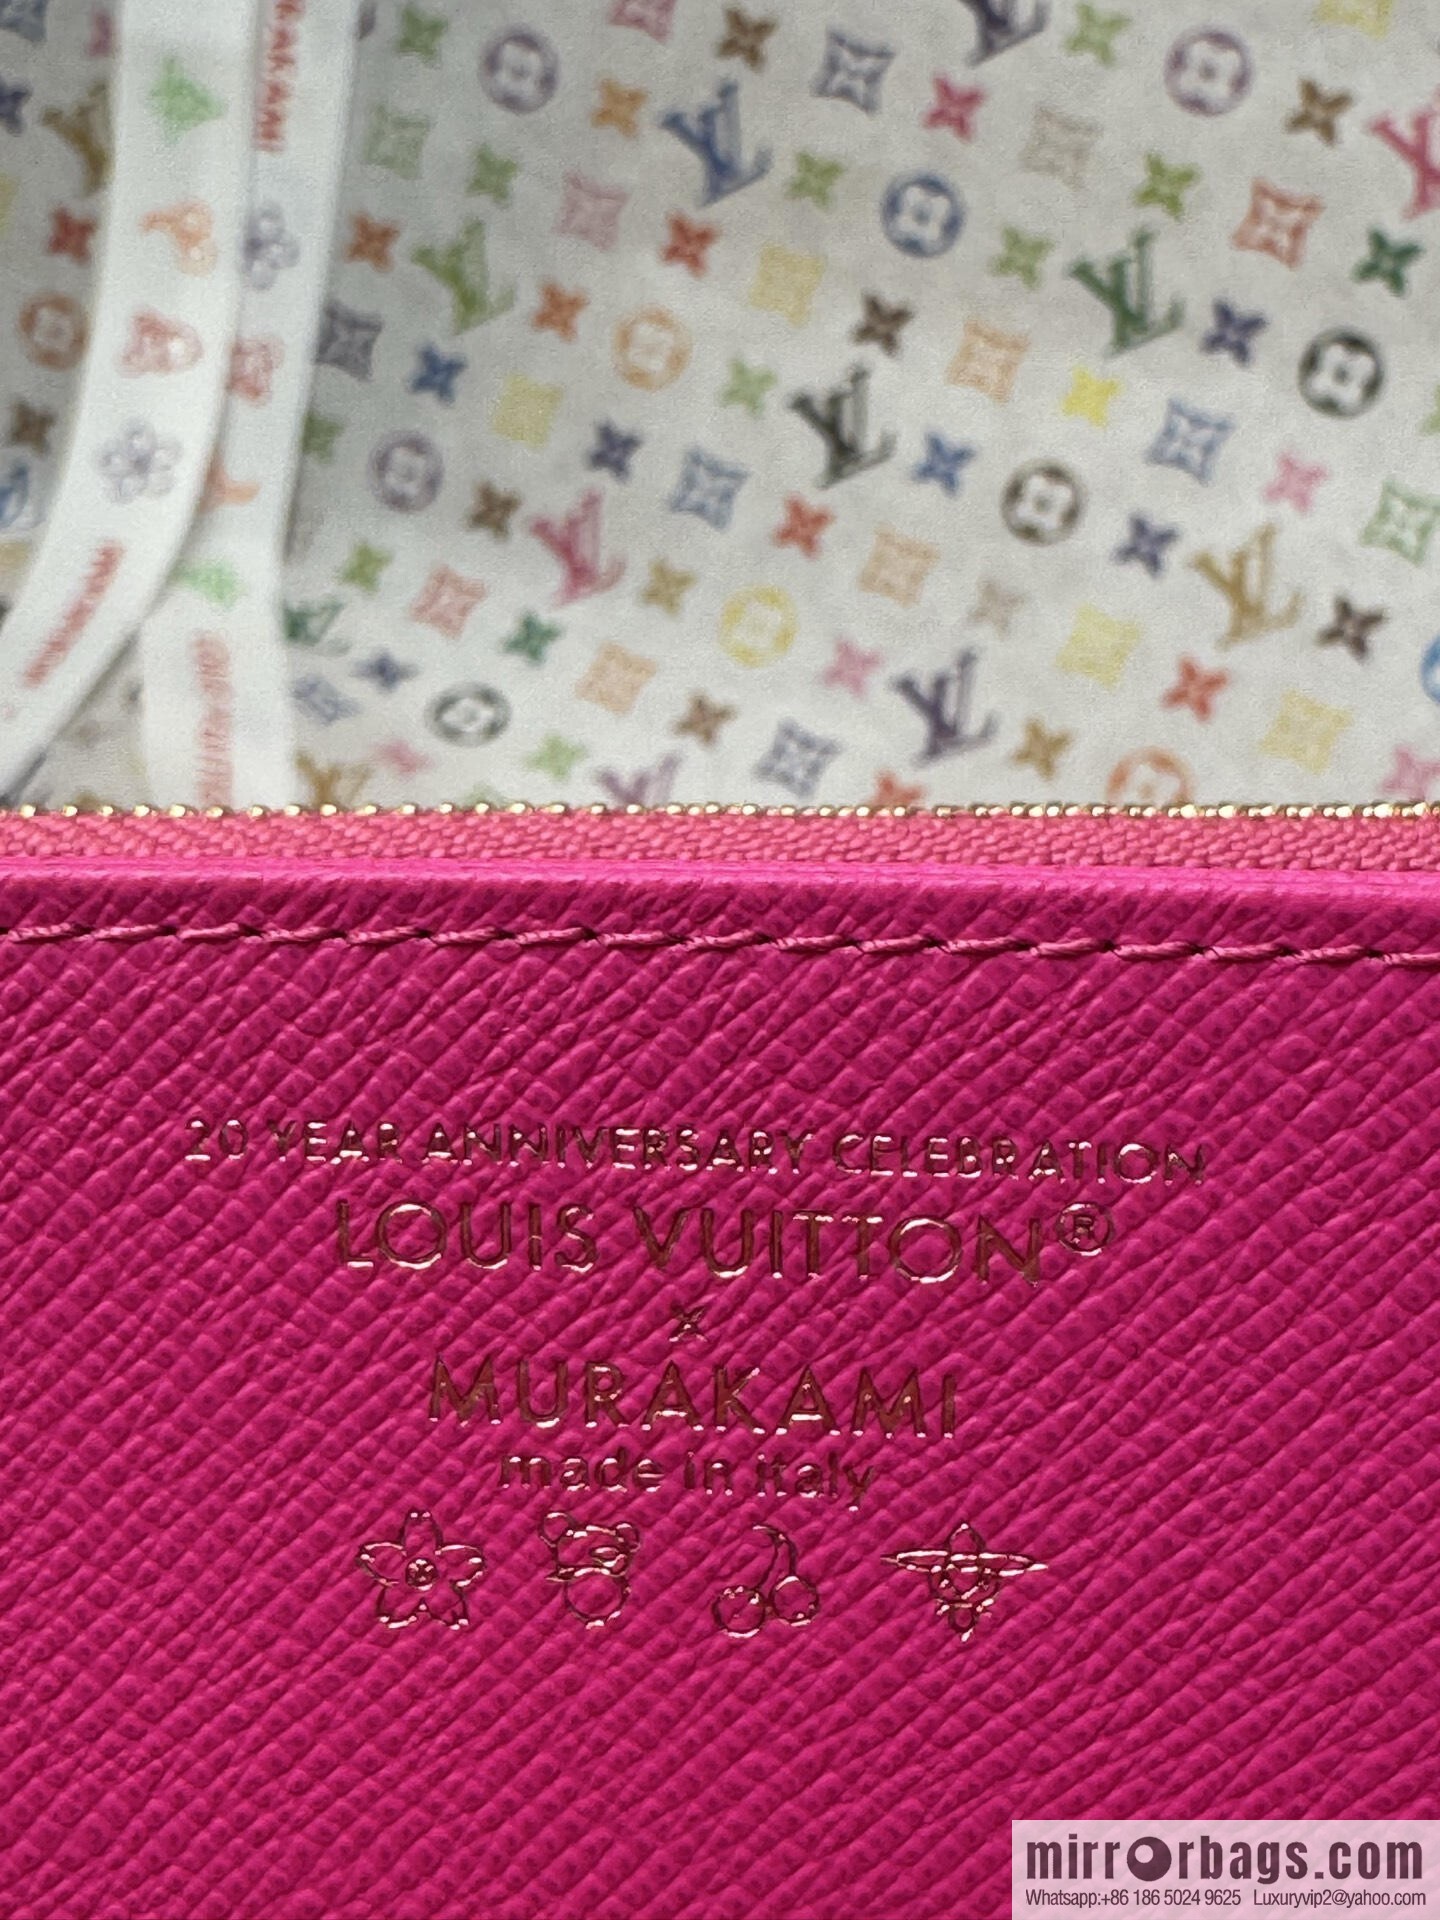 MURAKAMI
20 YEAR ANNIVERSARY CELEBRATION
LOUIS VUITTON®
x
MURAKAMI
made in italy
mirrorbags.com
Whatsapp:+86 186 5024 9625 Luxuryvip2@yahoo.com